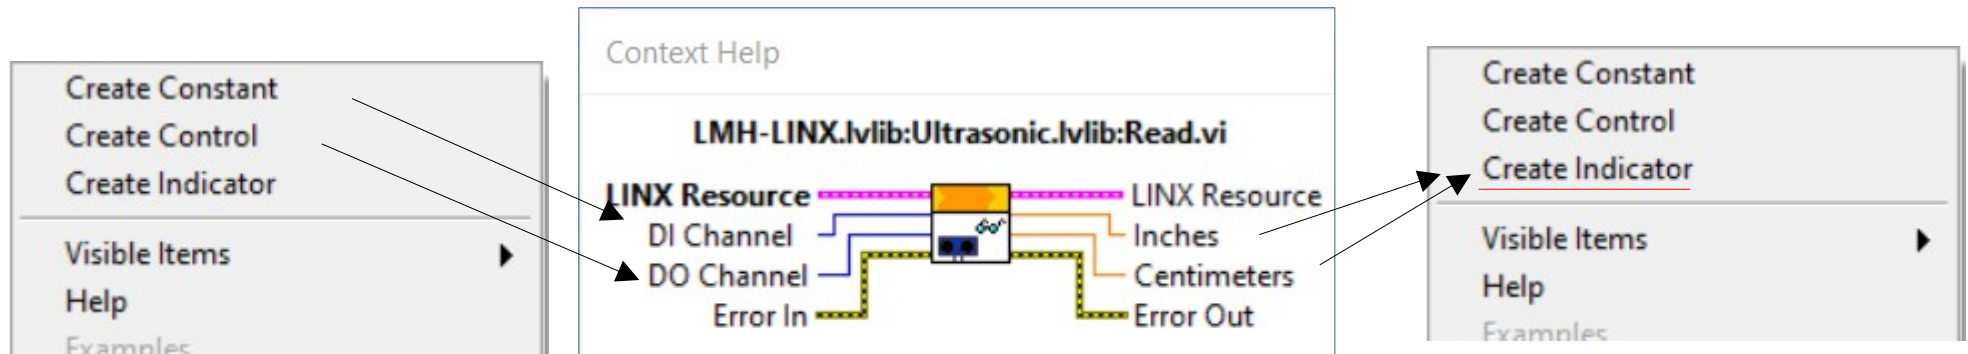 Create Constant
Create Control
Create Indicator
Visible Items
Help
Examples
Context Help
LMH-LINX.lvlib:Ultrasonic.lvlib:Read.vi
LINX Resource
DI Channel
DO Channel
Error In
LINX Resource
Inches
Centimeters
Error Out
Create Constant
Create Control
Create Indicator
Visible Items
Help
Examples